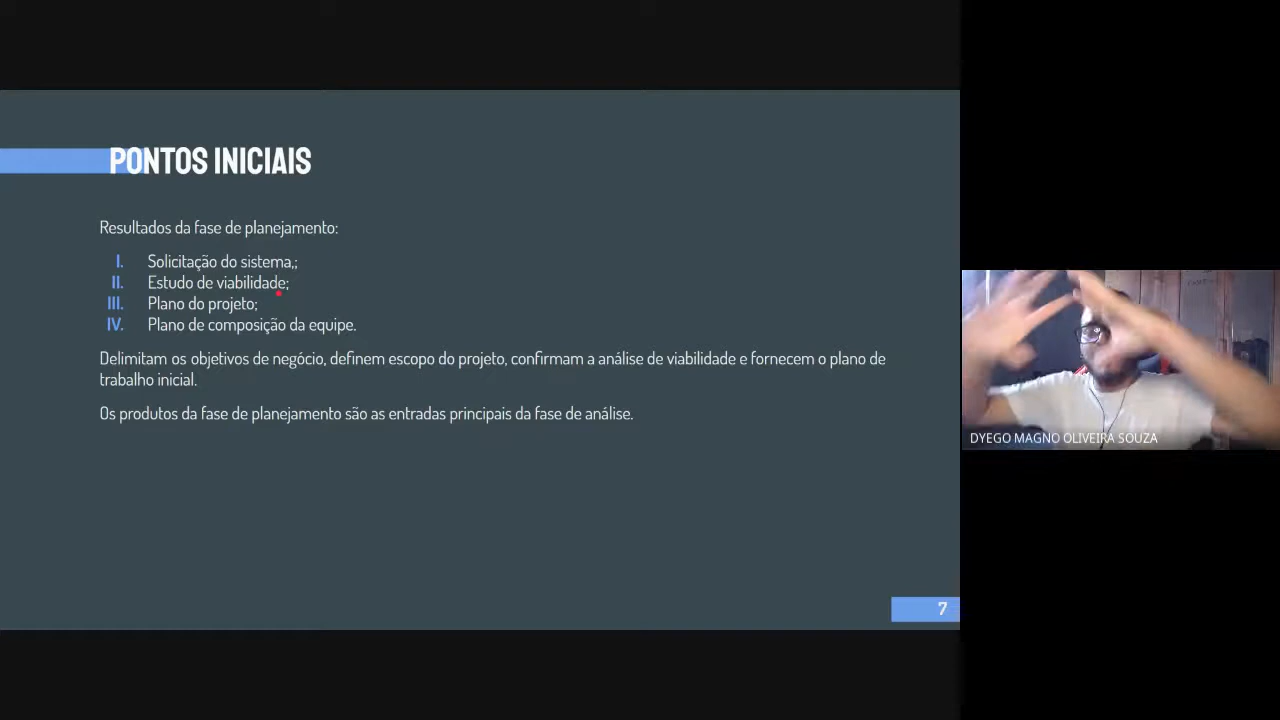 PONTOS INICIAIS
Resultados da fase de planejamento:
I. Solicitação do sistema,;
II. Estudo de viabilidade;
III. Plano do projeto;
IV. Plano de composição da equipe.
Delimitam os objetivos de negócio, definem escopo do projeto, confirmam a análise de viabilidade e fornecem o plano de
trabalho inicial.
Os produtos da fase de planejamento são as entradas principais da fase de análise.
7
DYEGO MAGNO OLIVEIRA SOUZA